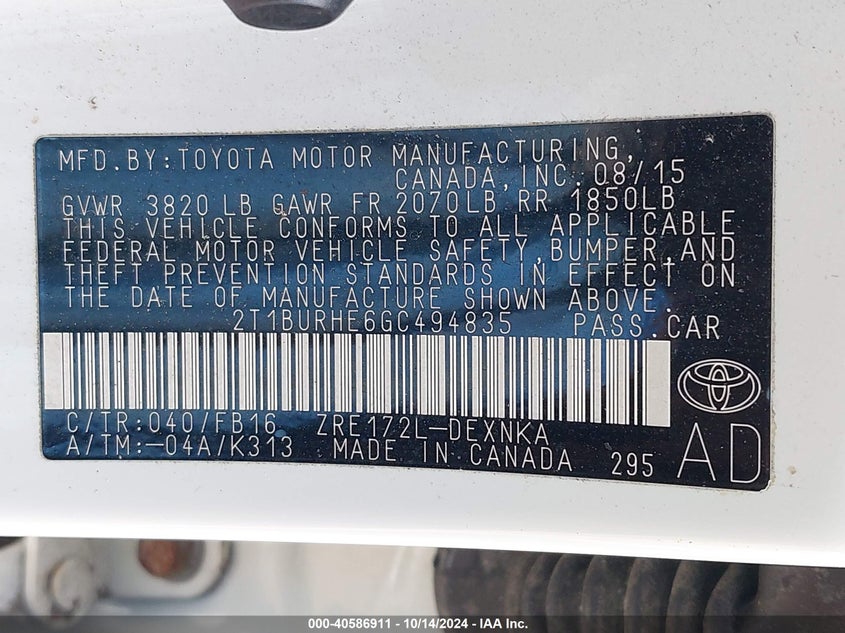 MFD.BY:TOYOTA MOTOR MANUFACTURING,
CANADA,INC. 08/15
GVWR 3820 LB GAWR FR 2070LB RR 1850LB
THIS VEHICLE CONFORMS TO ALL APPLICABLE
FEDERAL MOTOR VEHICLE SAFETY,BUMPER,AND
THEFT PREVENTION STANDARDS IN EFFECT ON
THE DATE OF MANUFACTURE SHOWN ABOVE.
2T1BURHE6GC494835 PASS.CAR
C/TR:040/FB16 ZRE172L-DEXNKA
A/TM:-04A/K313 MADE IN CANADA 295 AD
000-40586911 - 10/14/2024 - IAA Inc.